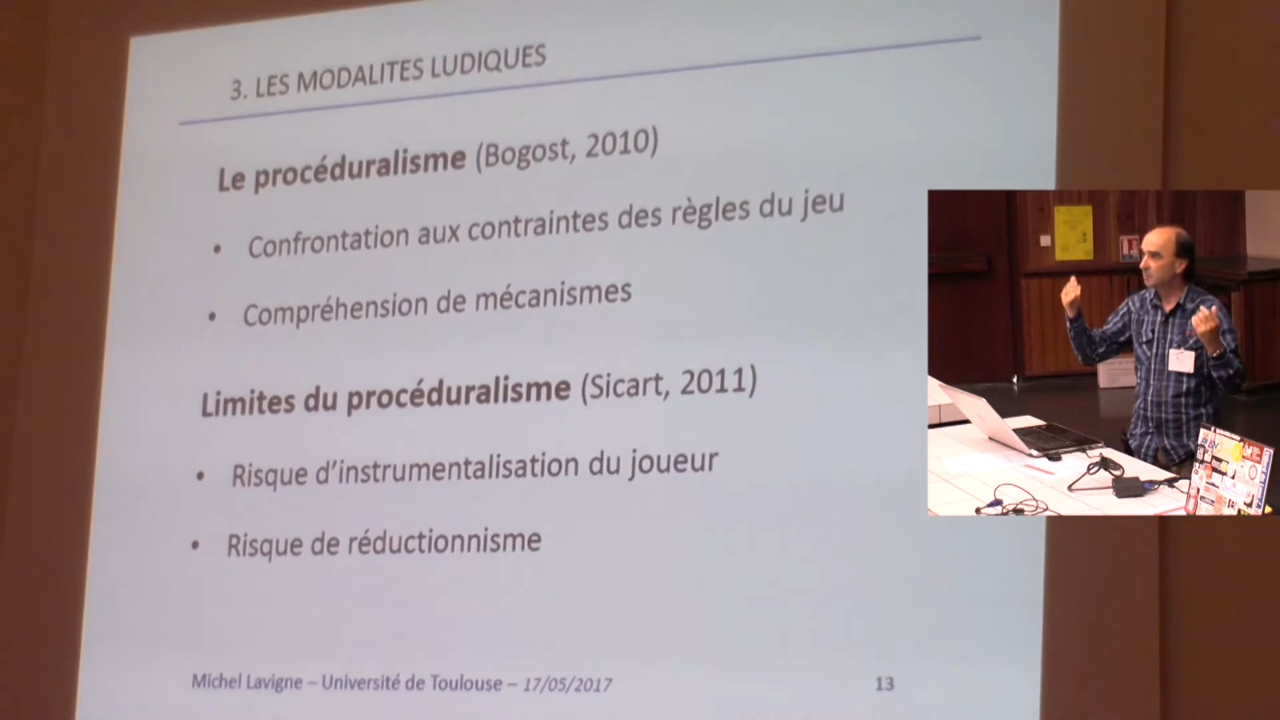 3. LES MODALITES LUDIQUES
Le procéduralisme (Bogost, 2010)
• Confrontation aux contraintes des règles du jeu
• Compréhension de mécanismes
Limites du procéduralisme (Sicart, 2011)
• Risque d'instrumentalisation du joueur
• Risque de réductionnisme
Michel Lavigne – Université de Toulouse – 17/05/2017
13